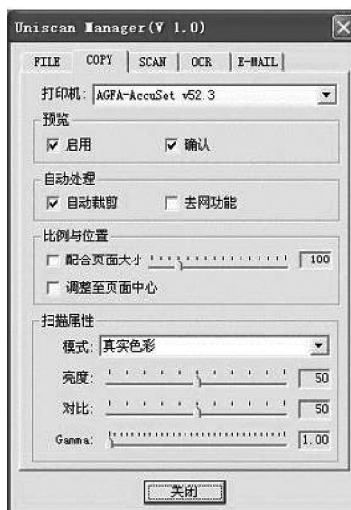 Uniscan Manager(V 1.0)
FILE COPY SCAN OCR E-MAIL
打印机: AGFA-AccuSet v52.3
预览
启用 确认
自动处理
自动裁剪 去网功能
比例与位置
配合页面大小 100
调整至页面中心
扫描属性
模式: 真实色彩
亮度: 50
对比: 50
Gamma: 1.00
关闭